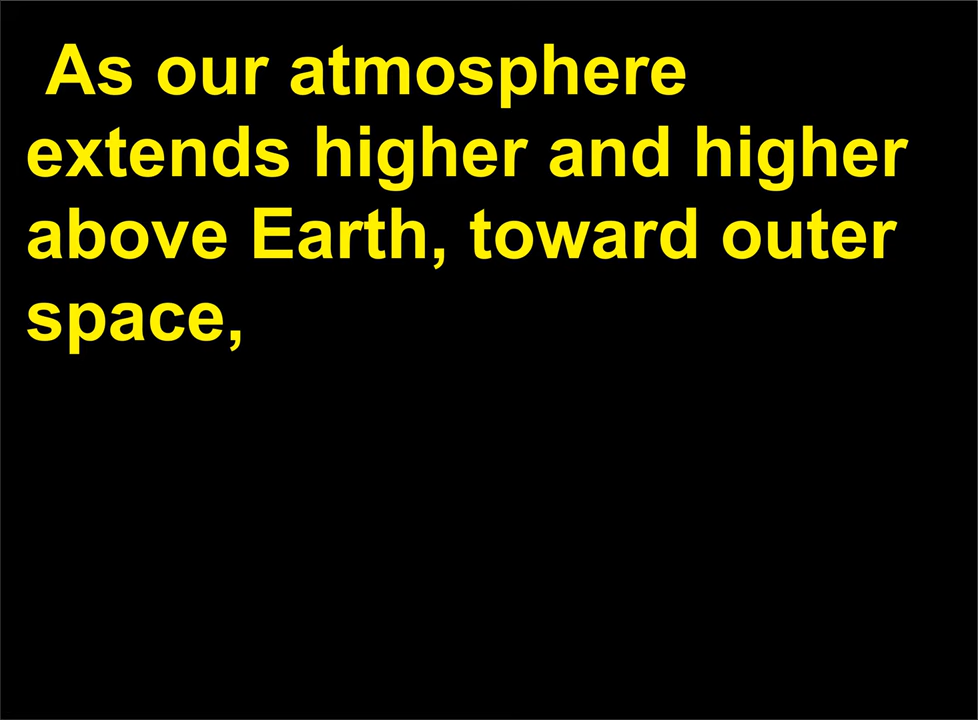 As our atmosphere
extends higher and higher
above Earth, toward outer
space,